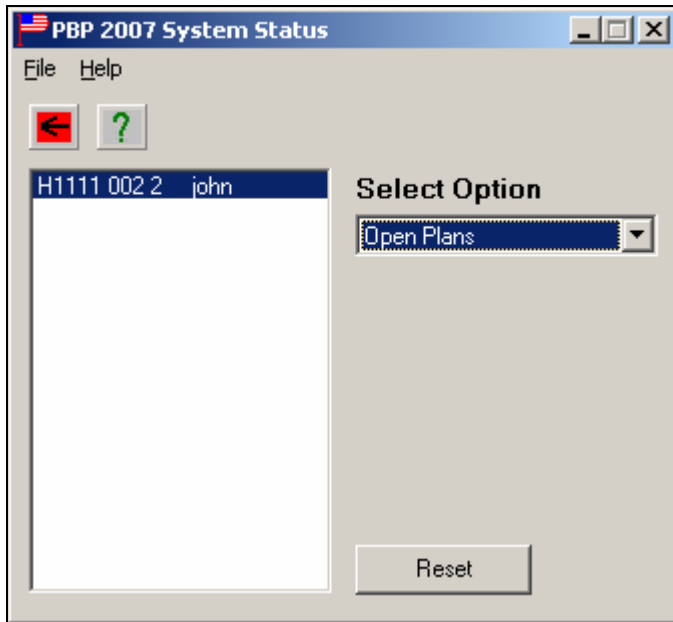 PBP 2007 System Status
File Help
?
H1111 002 2 john
Select Option
Open Plans
Reset